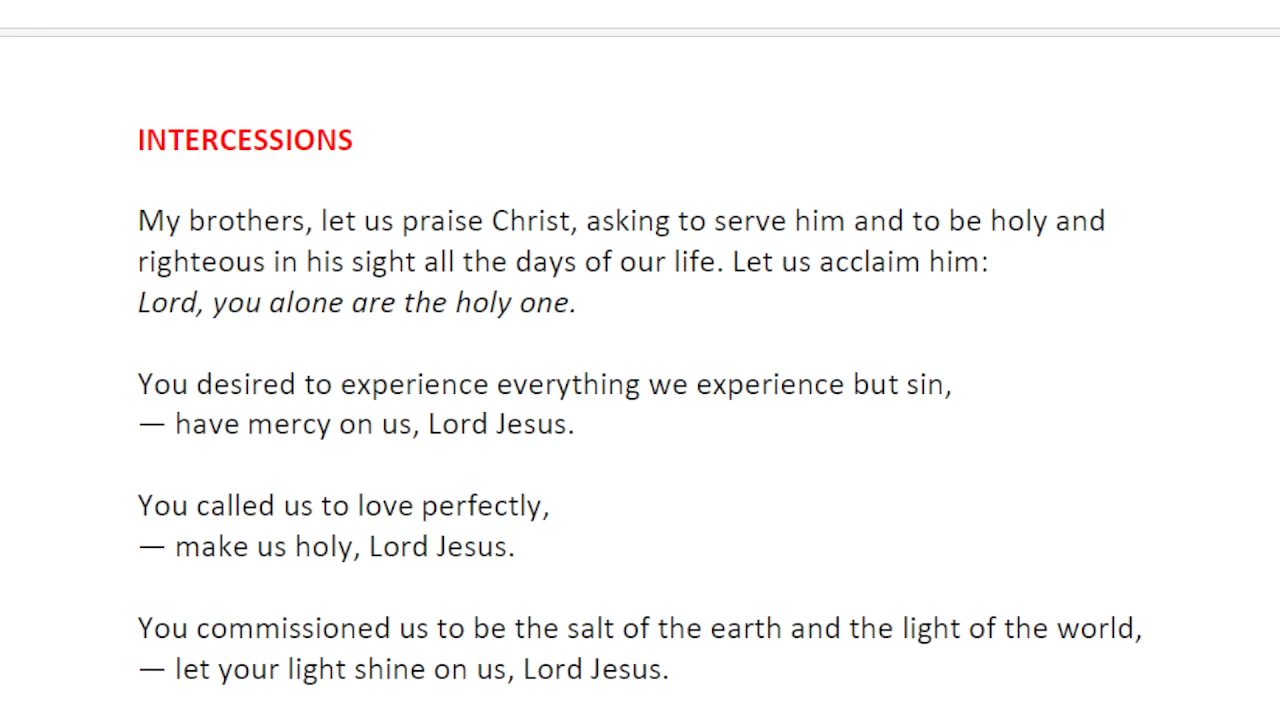 INTERCESSIONS
My brothers, let us praise Christ, asking to serve him and to be holy and
righteous in his sight all the days of our life. Let us acclaim him:
Lord, you alone are the holy one.
You desired to experience everything we experience but sin,
— have mercy on us, Lord Jesus.
You called us to love perfectly,
— make us holy, Lord Jesus.
You commissioned us to be the salt of the earth and the light of the world,
— let your light shine on us, Lord Jesus.